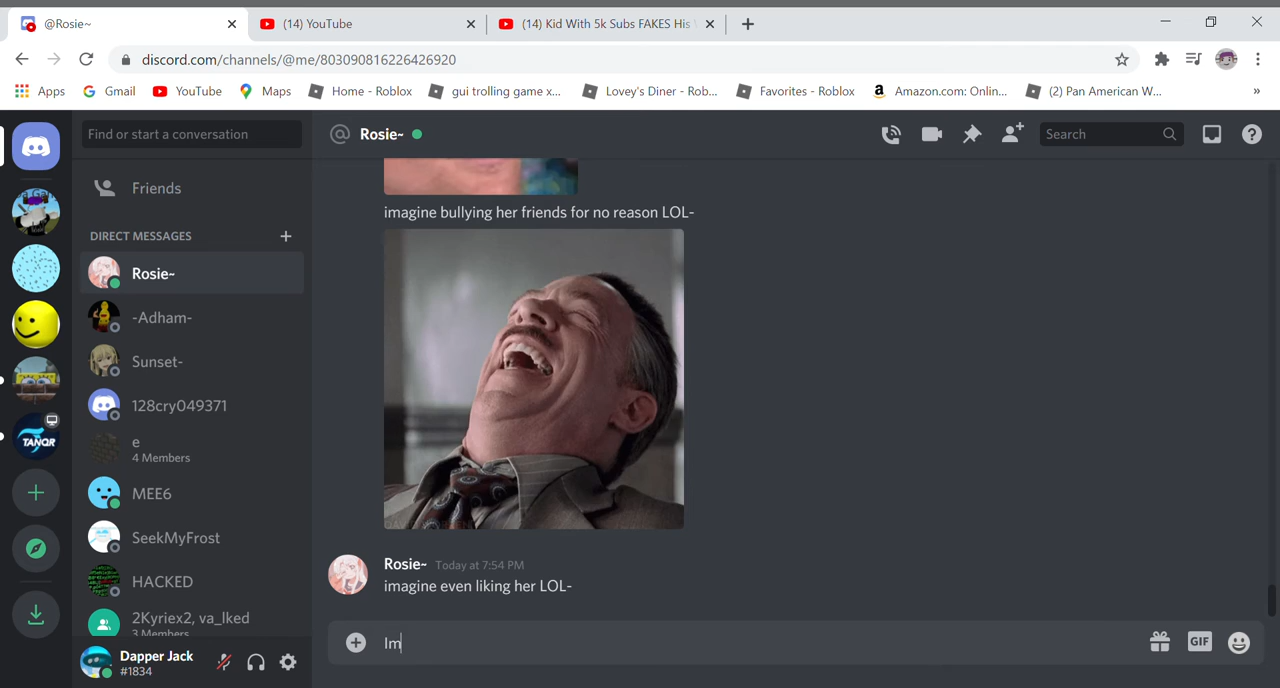 @Rosie~
(14) YouTube
(14) Kid With 5k Subs FAKES His
discord.com/channels/@me/803090816226426920
Apps
Gmail
YouTube
Maps
Home - Roblox
gui trolling game x...
Lovey's Diner - Rob...
Favorites - Roblox
Amazon.com: Onlin...
(2) Pan American W...
»
Find or start a conversation
Friends
DIRECT MESSAGES
Rosie~
-Adham-
Sunset-
128cry049371
e
4 Members
MEE6
SeekMyFrost
HACKED
2Kyriex2, va_lked
3 Members
TANQR
Dapper Jack
#1834
@ Rosie~
Search
imagine bullying her friends for no reason LOL-
Rosie~ Today at 7:54 PM
imagine even liking her LOL-
Im
GIF